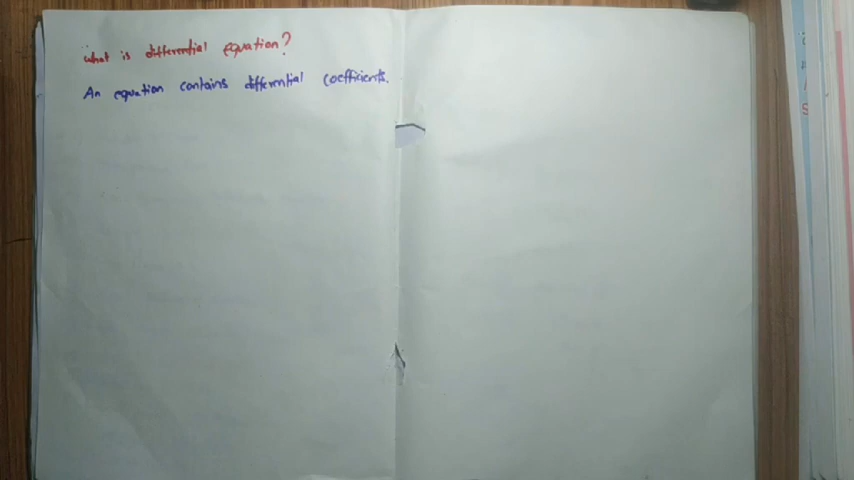 What is differential equation?
An equation contains differential coefficients.